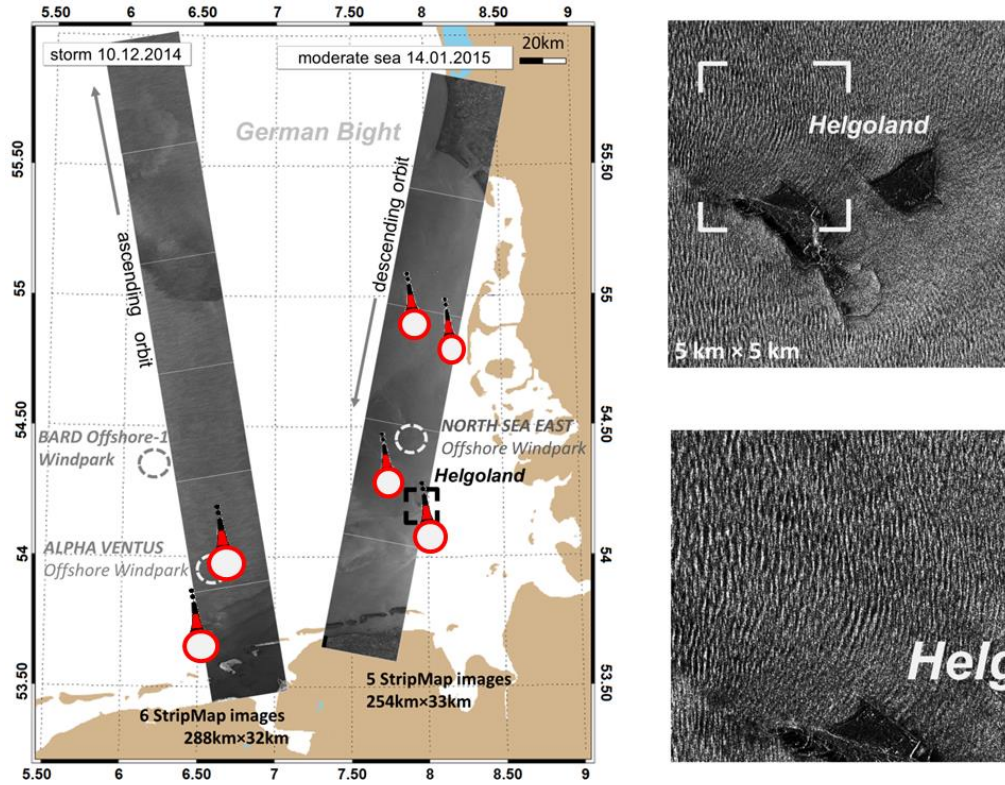 5.50 6 6.50 7 7.50 8 8.50 9
storm 10.12.2014
moderate sea 14.01.2015
20km
German Bight
55.50
55
54.50
54
53.50
55.50
55
54.50
54
53.50
ascending orbit
descending orbit
BARD Offshore-1
Windpark
ALPHA VENTUS
Offshore Windpark
NORTH SEA EAST
Offshore Windpark
Helgoland
6 StripMap images
288km×32km
5 StripMap images
254km×33km
5.50 6 6.50 7 7.50 8 8.50 9
Helgoland
5 km × 5 km
Helg